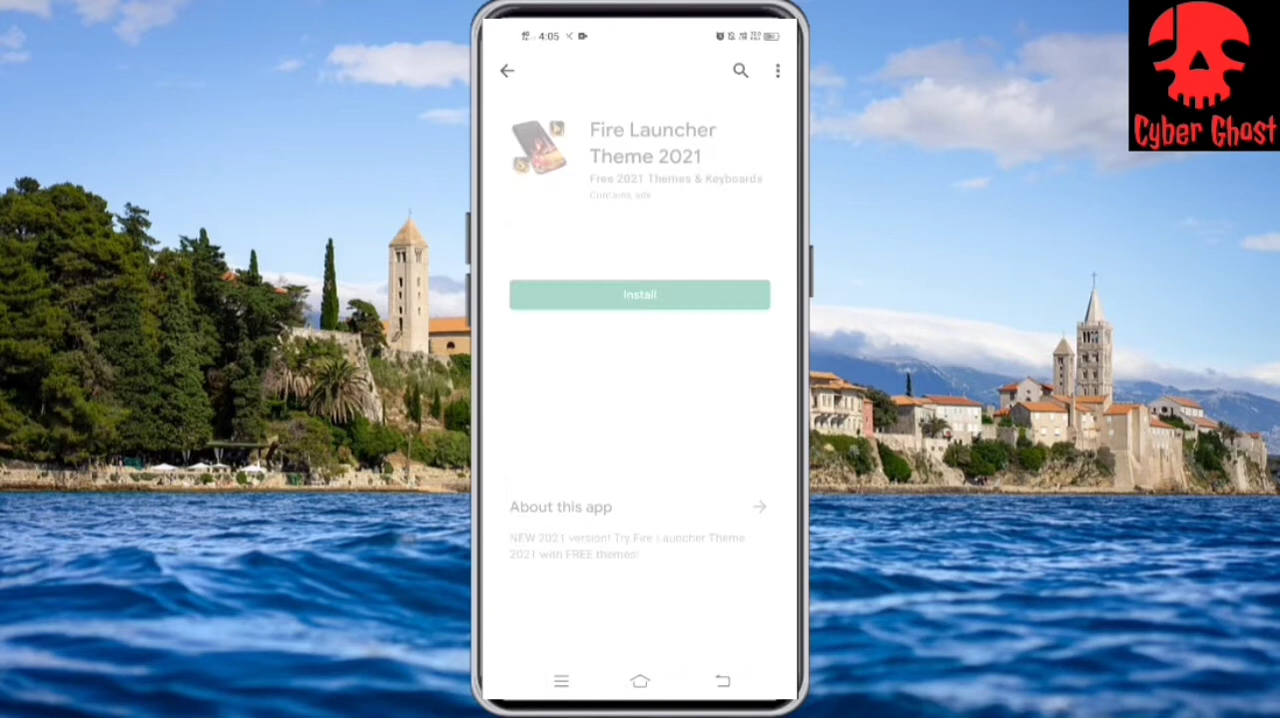 4:05
Cyber Ghost
Fire Launcher
Theme 2021
Free 2021 Themes & Keyboards
Contains ads
Install
About this app
NEW 2021 version! Try Fire Launcher Theme
2021 with FREE themes!